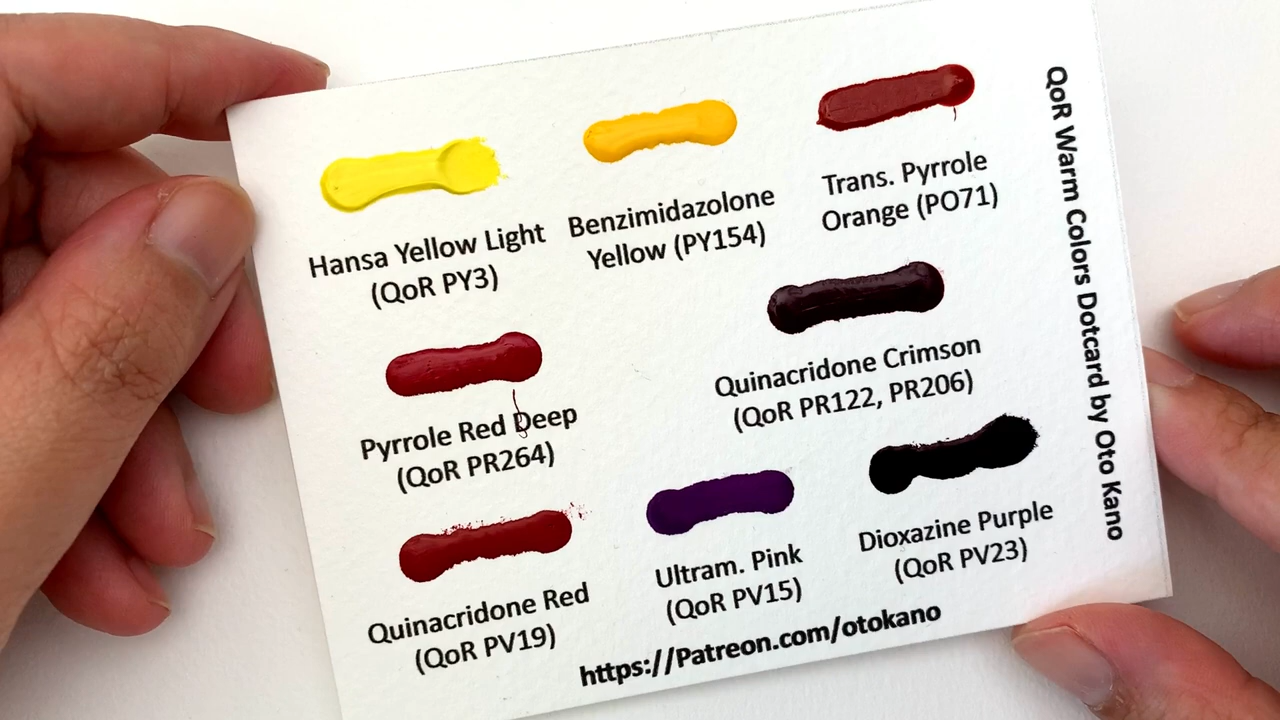 Hansa Yellow Light
(QoR PY3)
Benzimidazolone
Yellow (PY154)
Trans. Pyrrole
Orange (PO71)
Pyrrole Red Deep
(QoR PR264)
Quinacridone Crimson
(QoR PR122, PR206)
Quinacridone Red
(QoR PV19)
Ultram. Pink
(QoR PV15)
Dioxazine Purple
(QoR PV23)
https://Patreon.com/otokano
QoR Warm Colors Dotcard by Oto Kano